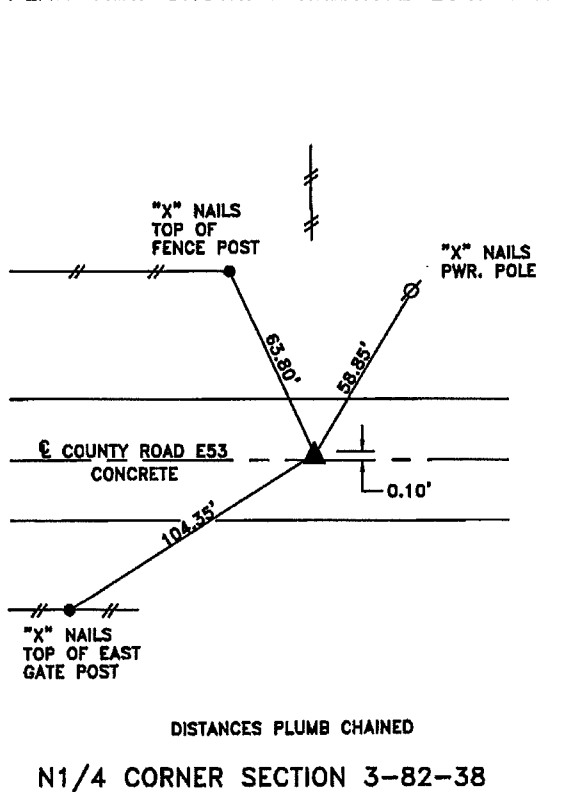 "X" NAILS
TOP OF
FENCE POST
"X" NAILS
PWR. POLE
63.80'
58.85'
℄ COUNTY ROAD E53
CONCRETE
0.10'
104.35'
"X" NAILS
TOP OF EAST
GATE POST
DISTANCES PLUMB CHAINED
N1/4 CORNER SECTION 3-82-38